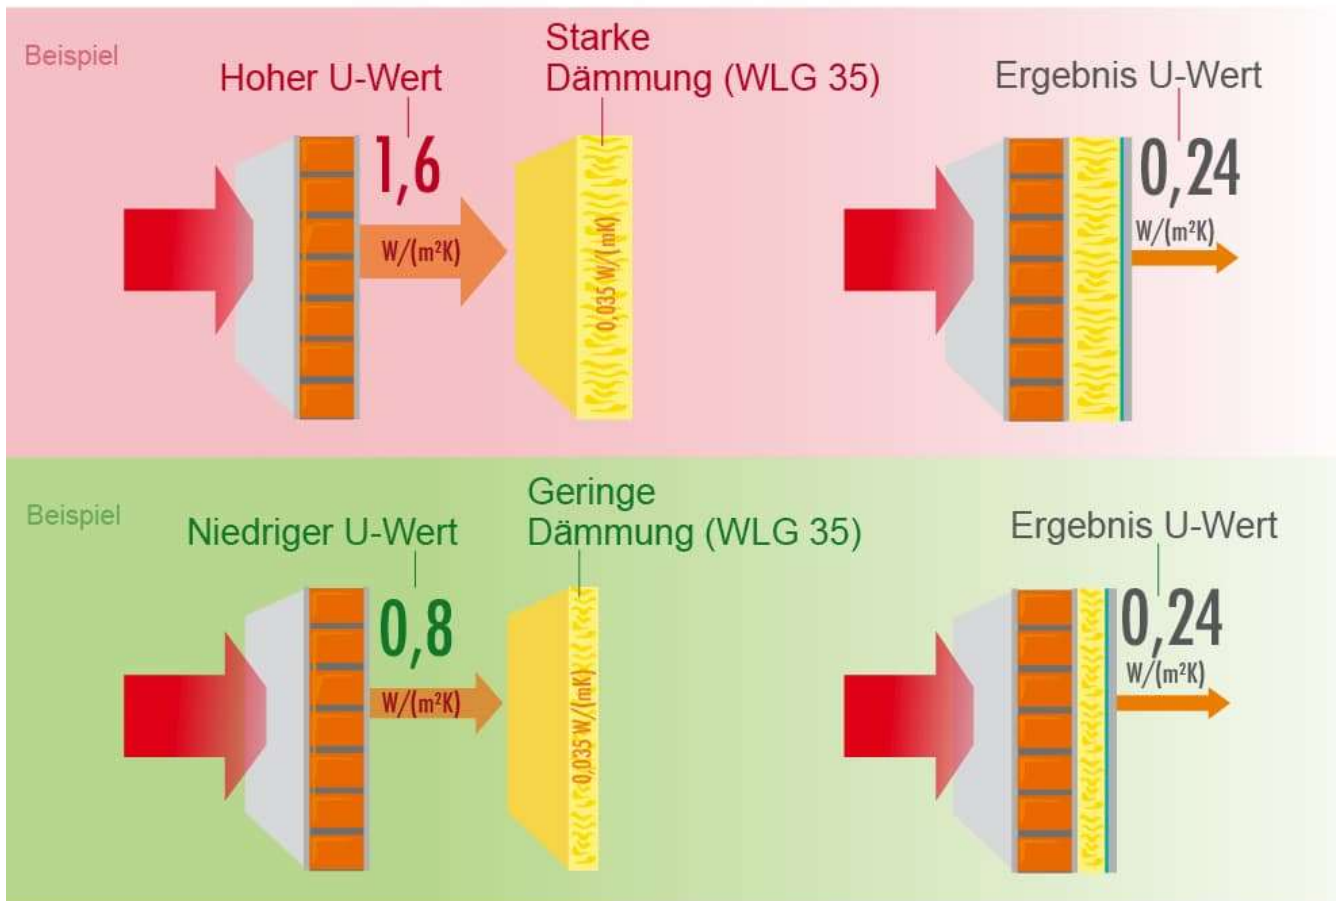 Beispiel
Hoher U-Wert
1,6
W/(m²K)
Starke
Dämmung (WLG 35)
0,035 W/(mK)
Ergebnis U-Wert
0,24
W/(m²K)
Beispiel
Niedriger U-Wert
0,8
W/(m²K)
Geringe
Dämmung (WLG 35)
0,035 W/(mK)
Ergebnis U-Wert
0,24
W/(m²K)